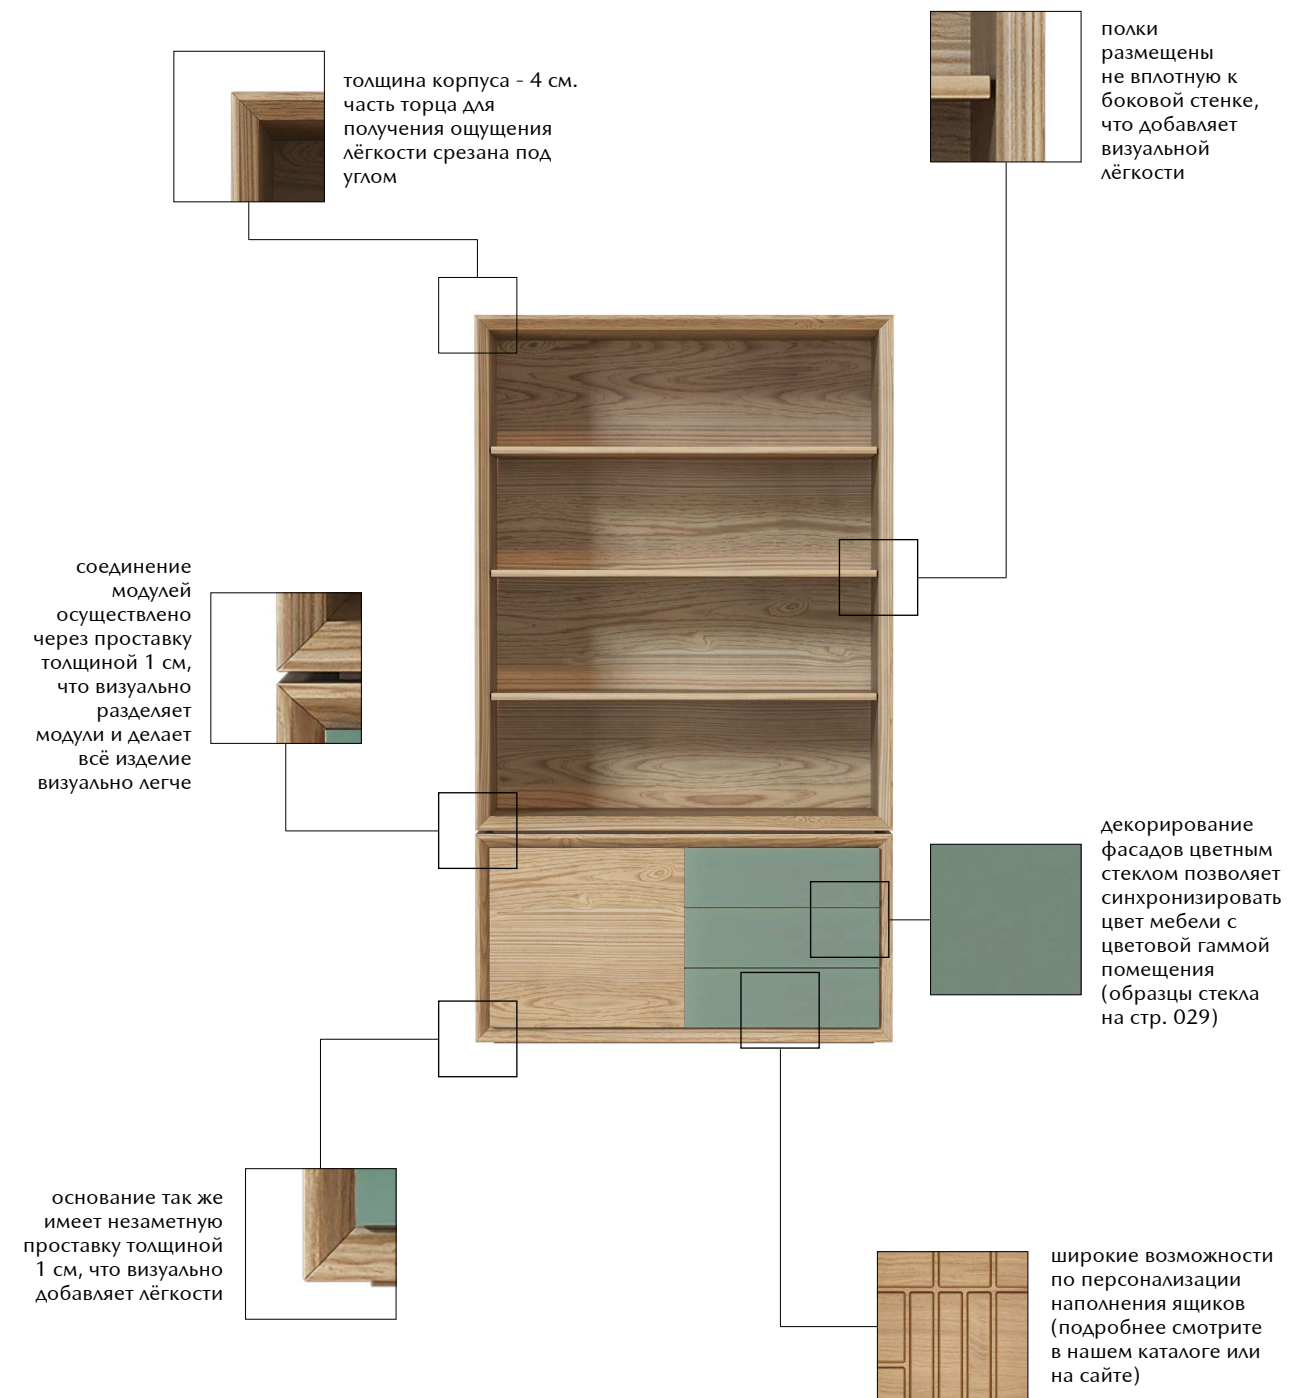 толщина корпуса - 4 см.
часть торца для
получения ощущения
лёгкости срезана под
углом
полки
размещены
не вплотную к
боковой стенке,
что добавляет
визуальной
лёгкости
соединение
модулей
осуществлено
через проставку
толщиной 1 см,
что визуально
разделяет
модули и делает
всё изделие
визуально легче
декорирование
фасадов цветным
стеклом позволяет
синхронизировать
цвет мебели с
цветовой гаммой
помещения
(образцы стекла
на стр. 029)
основание так же
имеет незаметную
проставку толщиной
1 см, что визуально
добавляет лёгкости
широкие возможности
по персонализации
наполнения ящиков
(подробнее смотрите
в нашем каталоге или
на сайте)